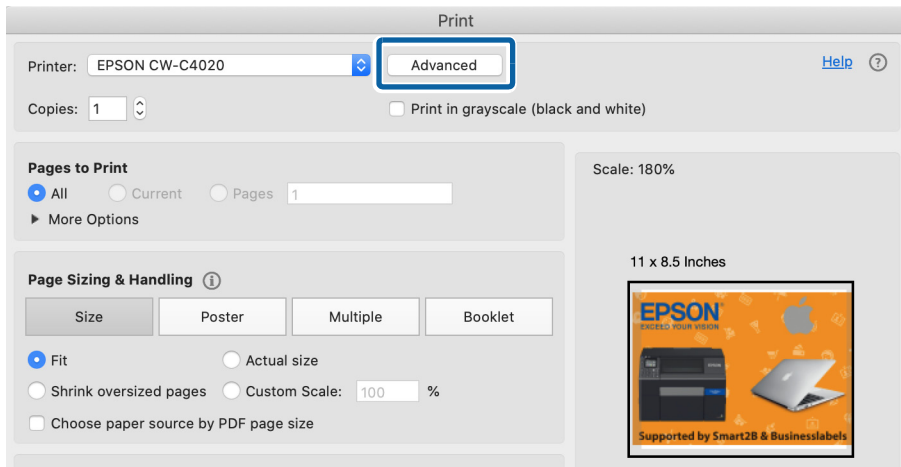 Print
Printer: EPSON CW-C4020 Advanced Help ?
Copies: 1 Print in grayscale (black and white)
Pages to Print
All Current Pages 1
More Options
Scale: 180%
Page Sizing & Handling i
Size Poster Multiple Booklet
Fit Actual size
Shrink oversized pages Custom Scale: 100 %
Choose paper source by PDF page size
11 x 8.5 Inches
EPSON
EXCEED YOUR VISION
EPSON
Supported by Smart2B & Businesslabels